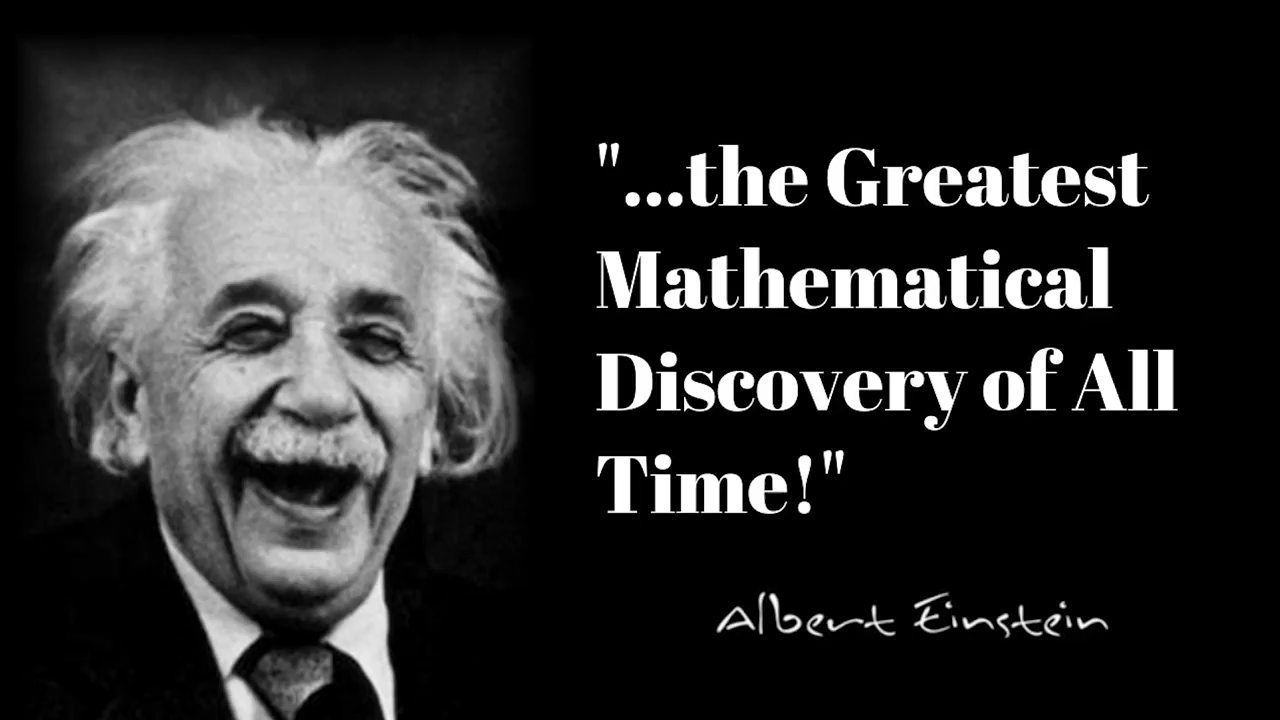 "...the Greatest
Mathematical
Discovery of All
Time!"
Albert Einstein